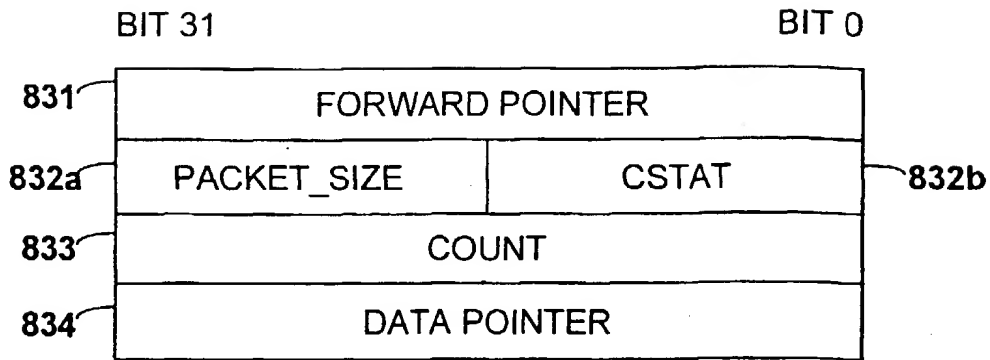 BIT 31 BIT 0
831 FORWARD POINTER
832a PACKET_SIZE CSTAT 832b
833 COUNT
834 DATA POINTER